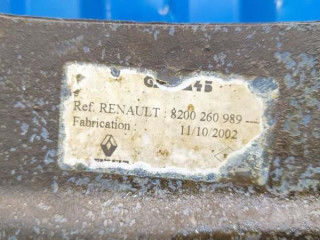 Ref. RENAULT : 8200 260 989 ---
Fabrication : 11/10/2002